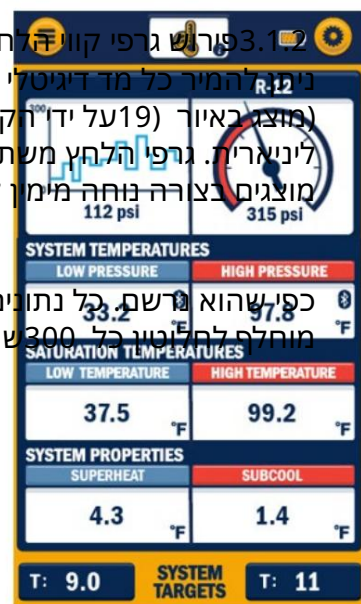 3.1.2 פירוש גרפי קווי הלח
ניתן להמיר כל מד דיגיטלי
R-12
(מוצג באיור 19) על ידי הק
300
ליניארית. גרפי הלחץ משת
מוצגים בצורה נוחה מימין
112 psi
315 psi
SYSTEM TEMPERATURES
LOW PRESSURE
HIGH PRESSURE
כפי שהוא נרשם. כל נתוני
33.2 °F
97.8 °F
מוחלף לחלוטין כל 300 ש
SATURATION TEMPERATURES
LOW TEMPERATURE
HIGH TEMPERATURE
37.5 °F
99.2 °F
SYSTEM PROPERTIES
SUPERHEAT
SUBCOOL
4.3 °F
1.4 °F
T: 9.0
SYSTEM TARGETS
T: 11